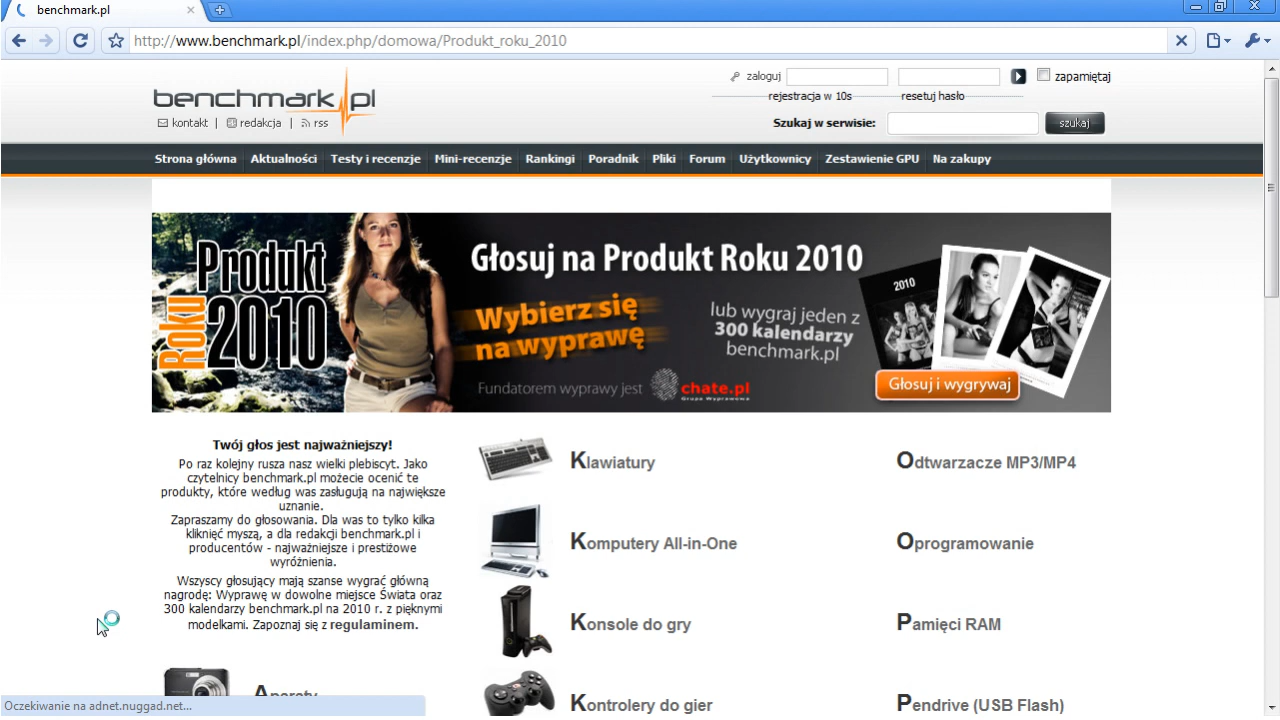 benchmark.pl
http://www.benchmark.pl/index.php/domowa/Produkt_roku_2010
benchmark.pl
zaloguj
zapamiętaj
rejestracja w 10s resetuj hasło
kontakt | redakcja | rss
Szukaj w serwisie: szukaj
Strona główna Aktualności Testy i recenzje Mini-recenzje Rankingi Poradnik Pliki Forum Użytkownicy Zestawienie GPU Na zakupy
Produkt
Roku
2010
Głosuj na Produkt Roku 2010
Wybierz się
na wyprawę
lub wygraj jeden z
300 kalendarzy
benchmark.pl
Fundatorem wyprawy jest
chate.pl
Grupa Wyprawowa
2010
Głosuj i wygrywaj
Twój głos jest najważniejszy!
Po raz kolejny rusza nasz wielki plebiscyt. Jako
czytelnicy benchmark.pl możecie ocenić te
produkty, które według was zasługują na największe
uznanie.
Zapraszamy do głosowania. Dla was to tylko kilka
kliknięć myszą, a dla redakcji benchmark.pl i
producentów - najważniejsze i prestiżowe
wyróżnienia.
Wszyscy głosujący mają szanse wygrać główną
nagrodę: Wyprawę w dowolne miejsce Świata oraz
300 kalendarzy benchmark.pl na 2010 r. z pięknymi
modelkami. Zapoznaj się z regulaminem.
Aparaty
Klawiatury
Komputery All-in-One
Konsole do gry
Kontrolery do gier
Odtwarzacze MP3/MP4
Oprogramowanie
Pamięci RAM
Pendrive (USB Flash)
Oczekiwanie na adnet.nuggad.net...